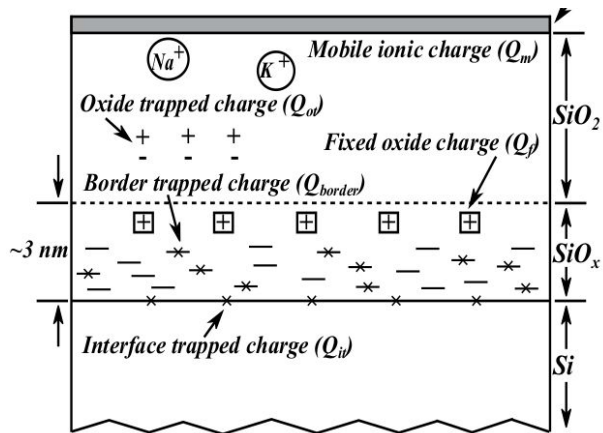 Mobile ionic charge (Qm)
Na+
K+
Oxide trapped charge (Qot)
+ + +
- - -
SiO2
Fixed oxide charge (Qf)
Border trapped charge (Qborder)
+ + + + +
~3 nm
SiOx
Interface trapped charge (Qit)
Si